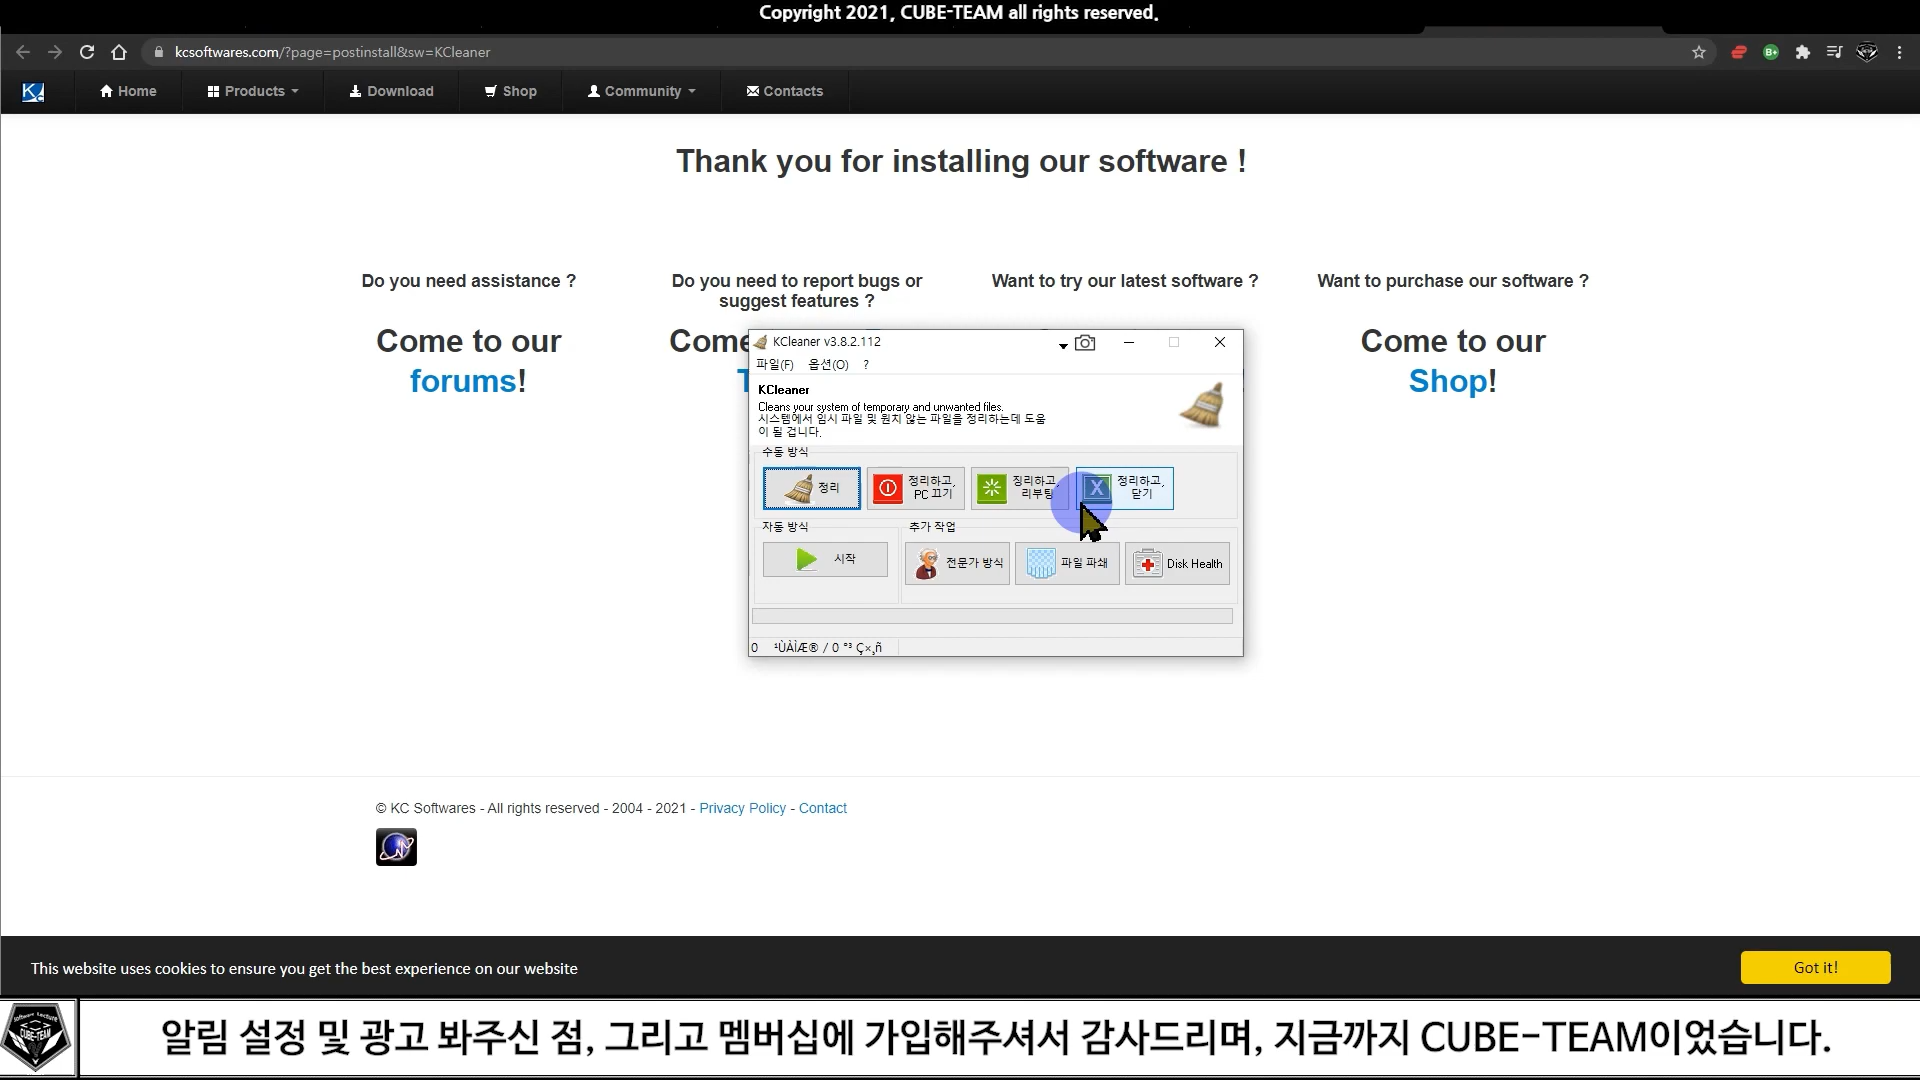 Copyright 2021, CUBE-TEAM all rights reserved.
kcsoftwares.com/?page=postinstall&sw=KCleaner
Home Products Download Shop Community Contacts
Thank you for installing our software !
Do you need assistance ?
Come to our
forums!
Do you need to report bugs or
suggest features ?
Come
Want to try our latest software ?
Want to purchase our software ?
Come to our
Shop!
KCleaner v3.8.2.112
파일(F) 옵션(O) ?
KCleaner
Cleans your system of temporary and unwanted files.
시스템에서 임시 파일 및 원치 않는 파일을 정리하는데 도움
이 될 겁니다.
수동 방식
정리
정리하고,
PC 끄기
정리하고,
리부팅
정리하고,
닫기
자동 방식
시작
추가 작업
전문가 방식
파일 파쇄
Disk Health
0 ¹ÙÀÌÆ® / 0 °³ Ç×¸ñ
© KC Softwares - All rights reserved - 2004 - 2021 - Privacy Policy - Contact
This website uses cookies to ensure you get the best experience on our website
Got it!
Software Lecture
CUBE-TEAM
알림 설정 및 광고 봐주신 점, 그리고 멤버십에 가입해주셔서 감사드리며, 지금까지 CUBE-TEAM이었습니다.